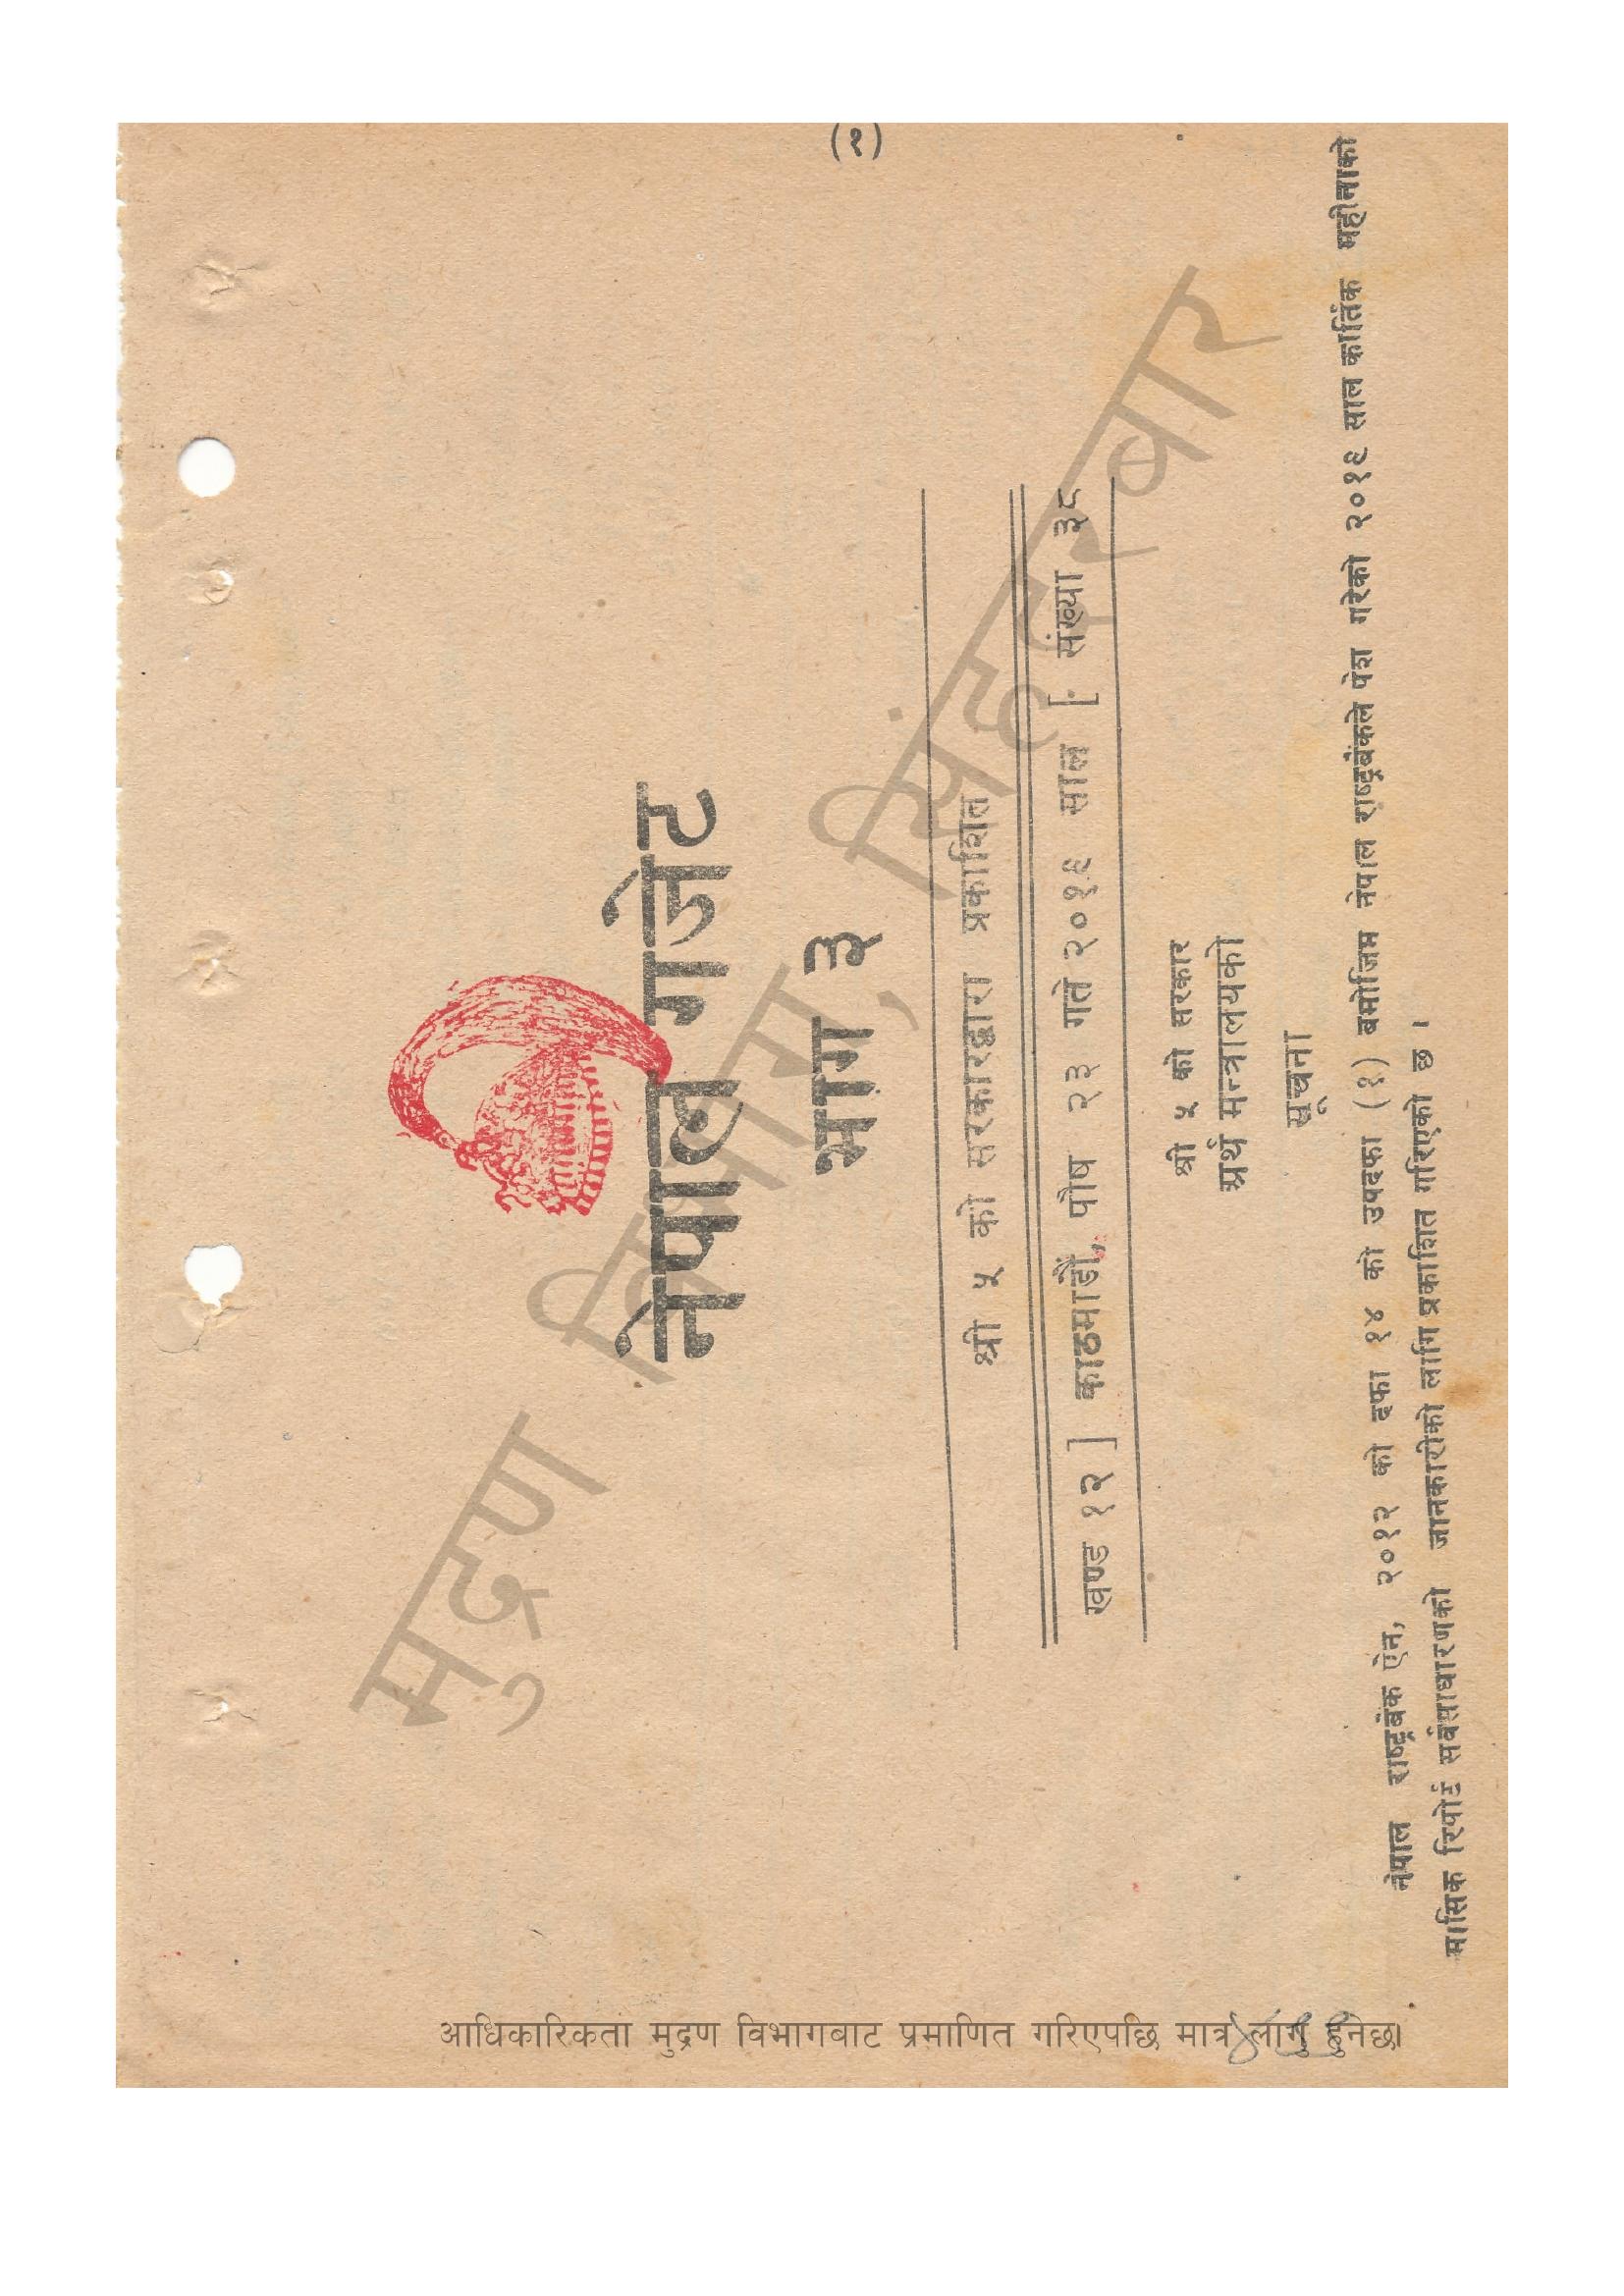 नेपाल गजेट
भाग ३
श्री ५ को सरकारद्वारा प्रकाशित
खण्ड १२ ] काठमाडौं, पौष २३ गते २०१९ साल [ संख्या ३८
श्री ५ को सरकार
अर्थ मन्त्रालयको
सूचना
नेपाल राष्ट्रबैंक ऐन, २०१२ को दफा १४ को उपदफा (१) बमोजिम नेपाल राष्ट्रबैंकले पेश गरेको २०१९ साल कार्तिक महीनाको
मासिक रिपोर्ट सर्वसाधारणको जानकारीको लागि प्रकाशित गरिएको छ ।
(१)
मुद्रण विभाग, सिंहदरबार
आधिकारिकता मुद्रण विभागबाट प्रमाणित गरिएपछि मात्र लागु हुनेछ।